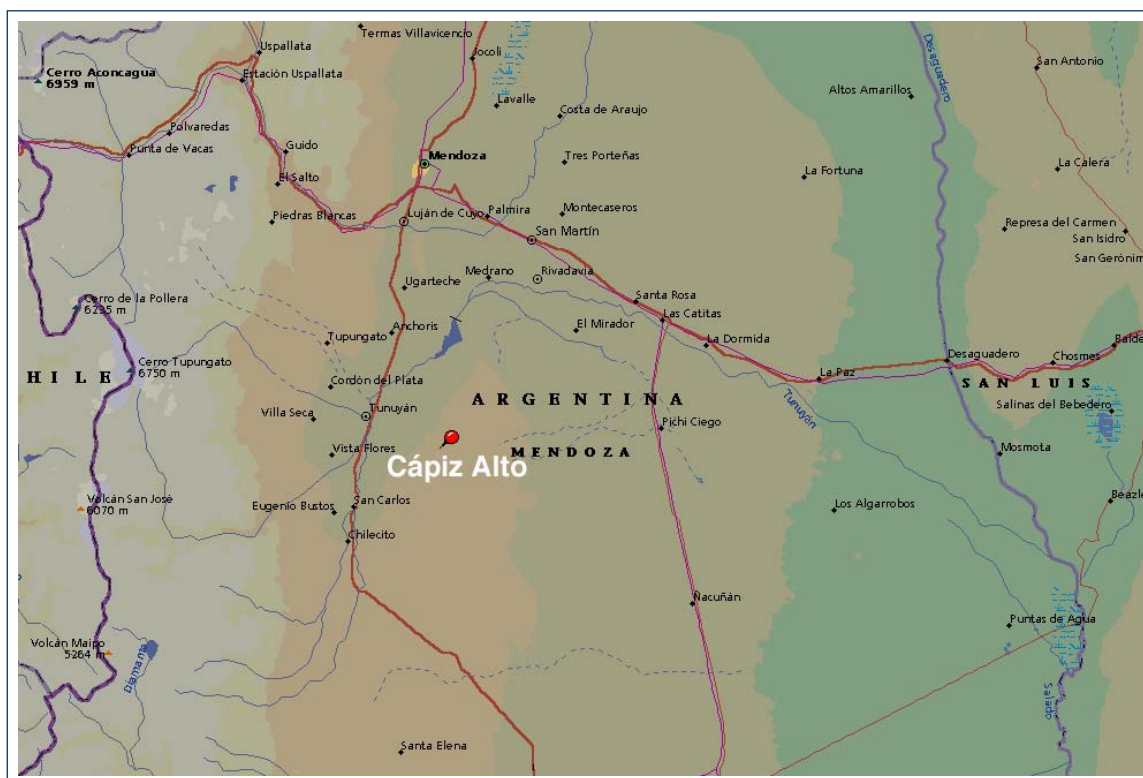 Termas Villavicencio
Uspallata
Jocoli
Desaguadero
San Antonio
Cerro Aconcagua
6959 m
Estación Uspallata
Altos Amarillos
Lavalle
Costa de Araujo
Polvaredas
Punta de Vacas
Guido
Mendoza
Tres Porteñas
La Calera
La Fortuna
El Salto
Piedras Blancas
Luján de Cuyo
Palmira
Montecaseros
Represa del Carmen
San Isidro
San Martín
San Gerónim
Medrano
Rivadavia
Ugarteche
Cerro de la Pollera
6235 m
Santa Rosa
Las Catitas
Tupungato
Anchoris
El Mirador
La Dormida
Balde
Cerro Tupungato
6750 m
Desaguadero
Chosmes
HILE
Cordón del Plata
La Paz
SAN LUIS
ARGENTINA
Tunuyán
Villa Seca
Tunuyán
Salinas del Bebedero
Pichi Ciego
Vista Flores
MENDOZA
Mosmota
Cápiz Alto
Volcán San José
6070 m
Eugenio Bustos
San Carlos
Los Algarrobos
Beazle
Chilecito
Ñacuñán
Puntas de Agua
Volcán Maipo
5264 m
Diamama
Salado
Santa Elena